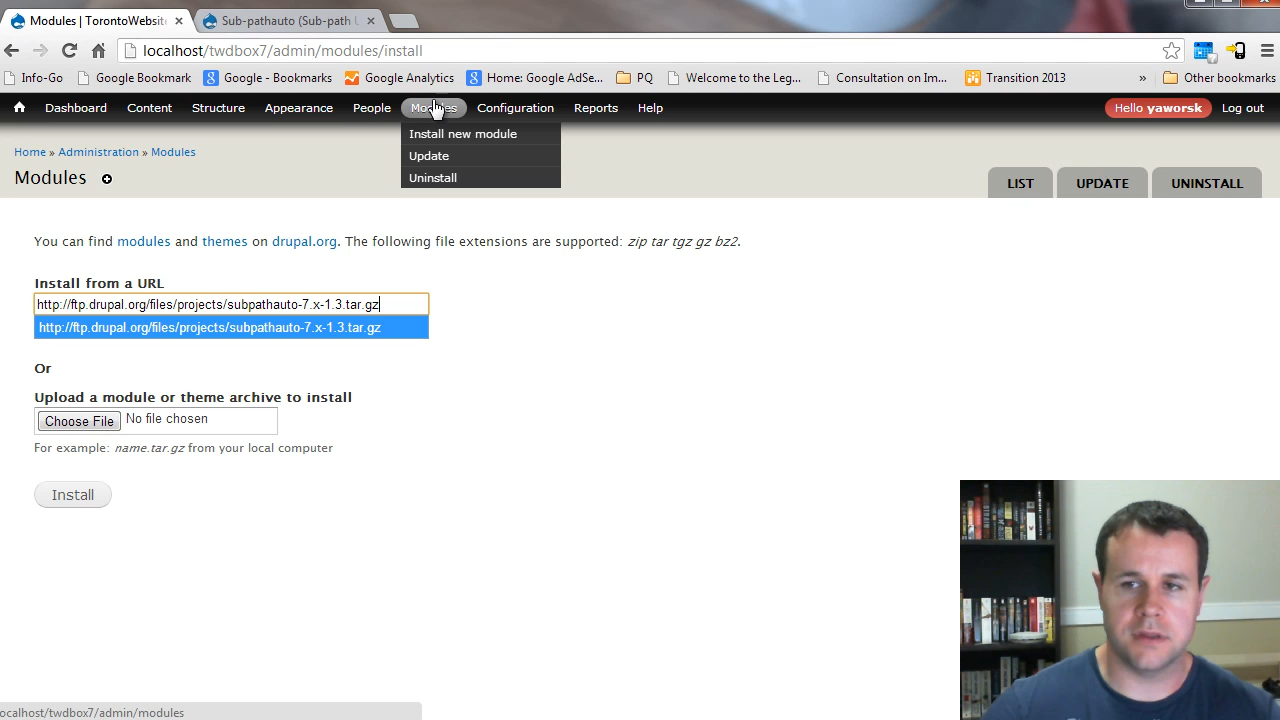 Modules | TorontoWebsite
Sub-pathauto (Sub-path U
localhost/twdbox7/admin/modules/install
Info-Go Google Bookmark Google - Bookmarks Google Analytics Google Home: Google AdSe... PQ Welcome to the Leg... Consultation on Im... Transition 2013 » Other bookmarks
Dashboard Content Structure Appearance People Modules Configuration Reports Help Hello yaworsk Log out
Install new module
Update
Uninstall
Home » Administration » Modules
Modules
LIST UPDATE UNINSTALL
You can find modules and themes on drupal.org. The following file extensions are supported: zip tar tgz gz bz2.
Install from a URL
http://ftp.drupal.org/files/projects/subpathauto-7.x-1.3.tar.gz
http://ftp.drupal.org/files/projects/subpathauto-7.x-1.3.tar.gz
Or
Upload a module or theme archive to install
Choose File No file chosen
For example: name.tar.gz from your local computer
Install
ocalhost/twdbox7/admin/modules